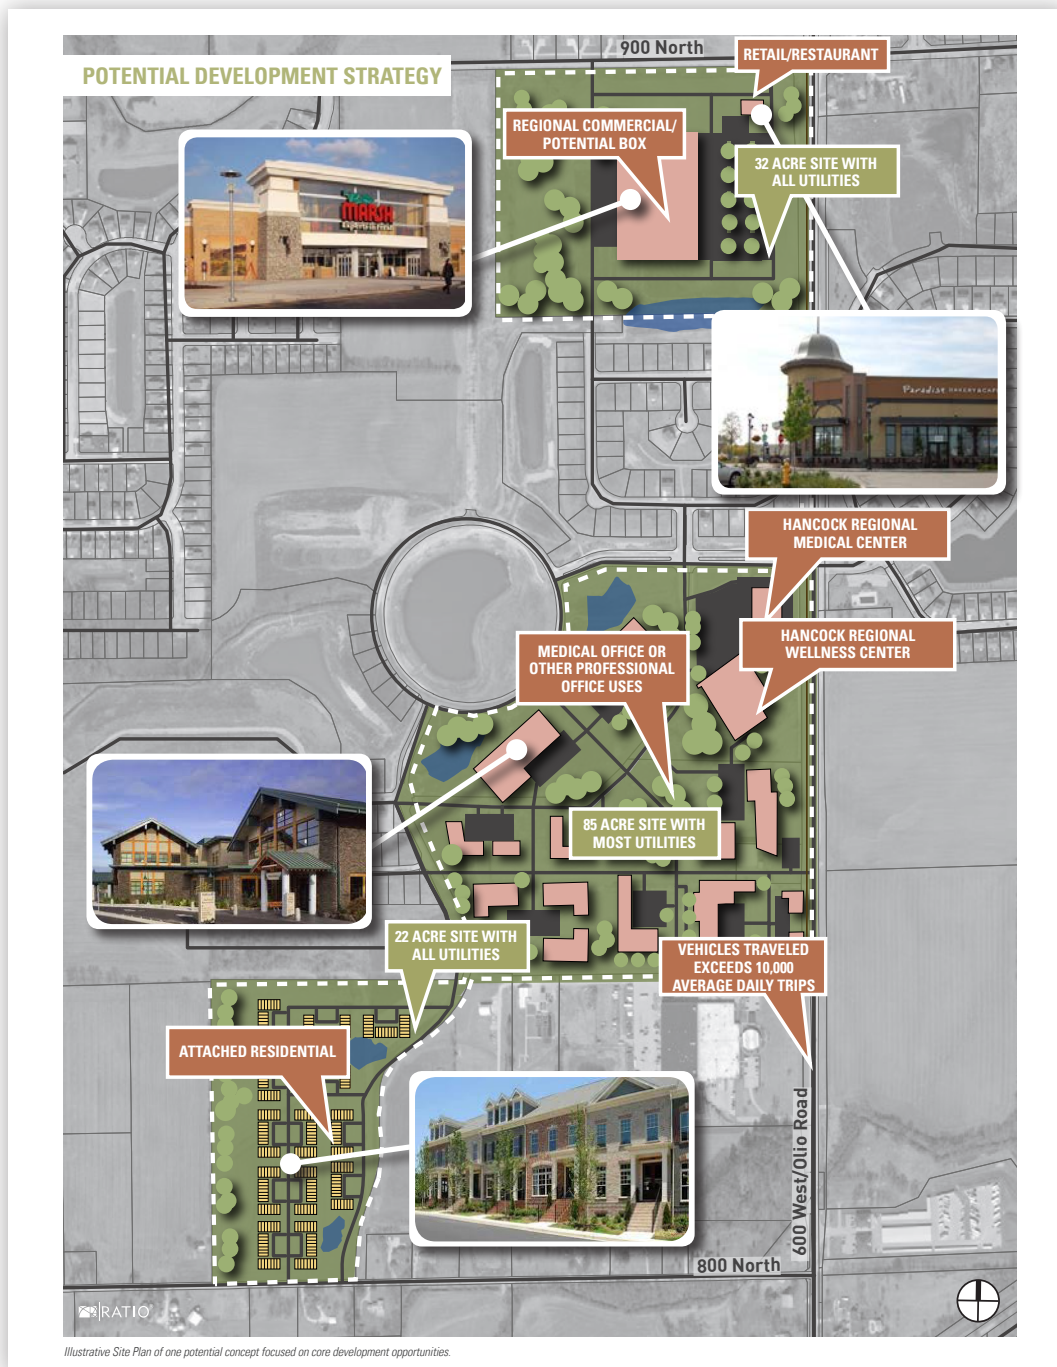 900 North
RETAIL/RESTAURANT
POTENTIAL DEVELOPMENT STRATEGY
REGIONAL COMMERCIAL/
POTENTIAL BOX
32 ACRE SITE WITH
ALL UTILITIES
MARSH
Paradise BAKERY & CAFE
HANCOCK REGIONAL
MEDICAL CENTER
HANCOCK REGIONAL
WELLNESS CENTER
MEDICAL OFFICE OR
OTHER PROFESSIONAL
OFFICE USES
85 ACRE SITE WITH
MOST UTILITIES
22 ACRE SITE WITH
ALL UTILITIES
VEHICLES TRAVELED
EXCEEDS 10,000
AVERAGE DAILY TRIPS
ATTACHED RESIDENTIAL
600 West/Olio Road
800 North
RATIO
Illustrative Site Plan of one potential concept focused on core development opportunities.